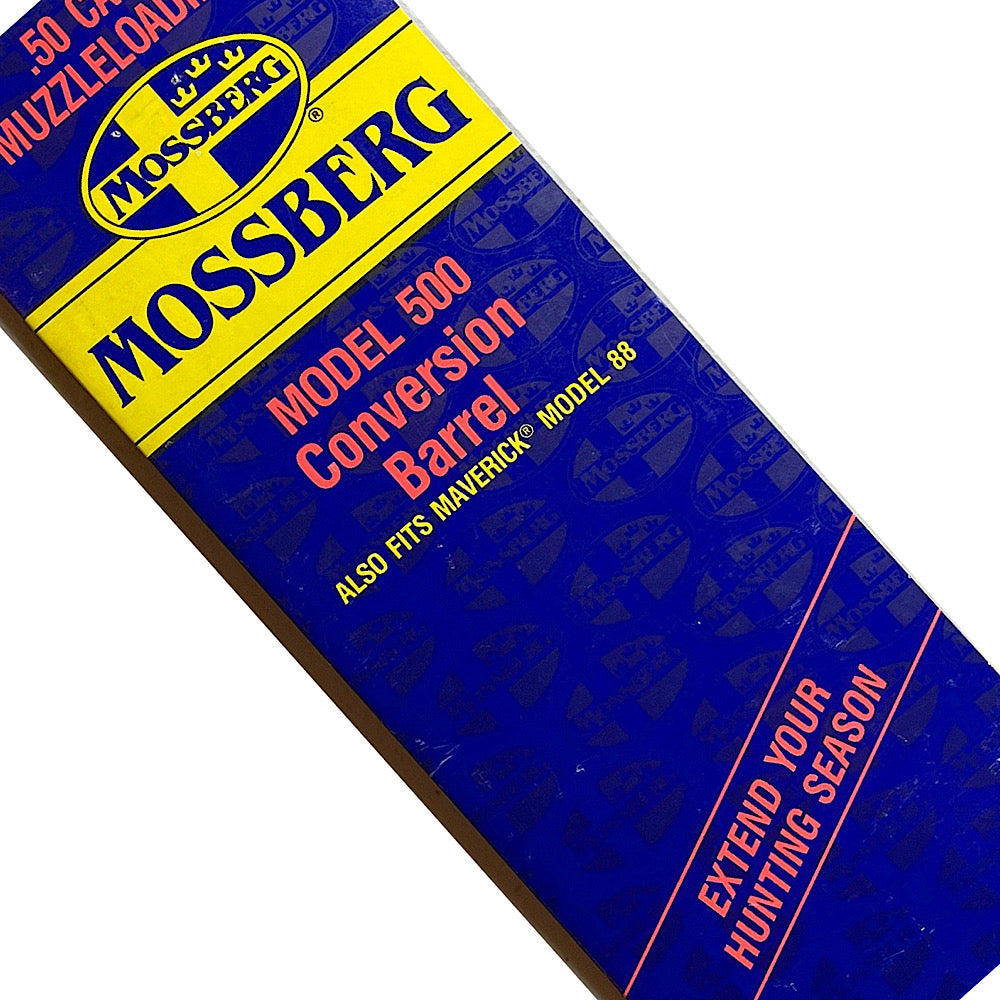 .50 CA
MUZZLELOADI
MOSSBERG
®
MOSSBERG
MODEL 500
Conversion
Barrel
ALSO FITS MAVERICK® MODEL 88
EXTEND YOUR
HUNTING SEASON